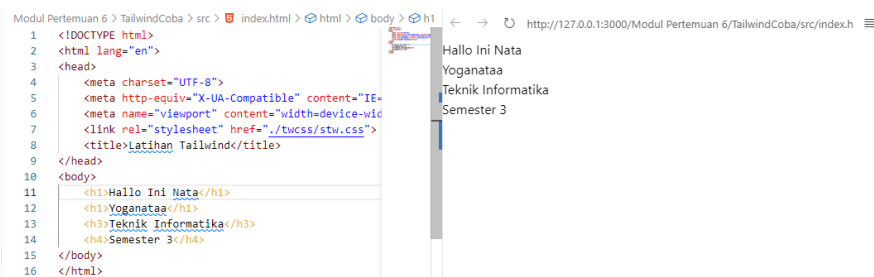 Modul Pertemuan 6 > TailwindCoba > src > index.html > html > body > h1
1 <!DOCTYPE html>
2 <html lang="en">
3 <head>
4 <meta charset="UTF-8">
5 <meta http-equiv="X-UA-Compatible" content="IE=
6 <meta name="viewport" content="width=device-wid
7 <link rel="stylesheet" href="./twcss/stw.css">
8 <title>Latihan Tailwind</title>
9 </head>
10 <body>
11 <h1>Hallo Ini Nata</h1>
12 <h1>Yoganataa</h1>
13 <h3>Teknik Informatika</h3>
14 <h4>Semester 3</h4>
15 </body>
16 </html>
http://127.0.0.1:3000/Modul Pertemuan 6/TailwindCoba/src/index.h
Hallo Ini Nata
Yoganataa
Teknik Informatika
Semester 3